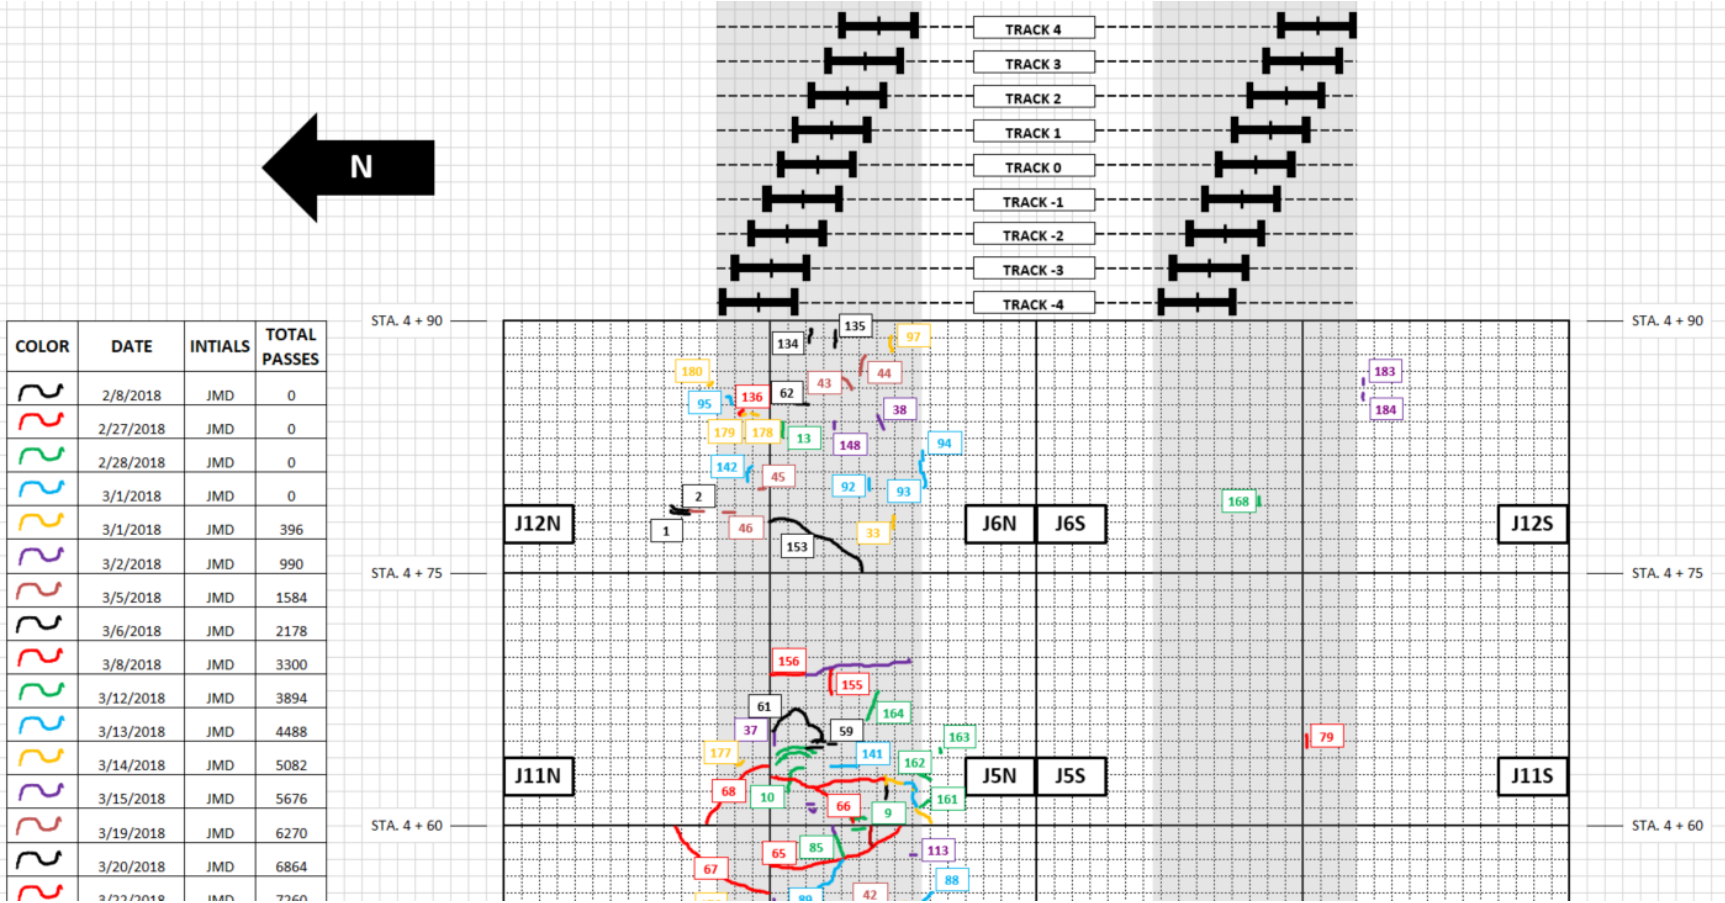 TRACK 4
TRACK 3
TRACK 2
TRACK 1
TRACK 0
TRACK -1
TRACK -2
TRACK -3
TRACK -4
N
STA. 4 + 90
STA. 4 + 90
COLOR DATE INTIALS TOTAL PASSES
2/8/2018 JMD 0
2/27/2018 JMD 0
2/28/2018 JMD 0
3/1/2018 JMD 0
3/1/2018 JMD 396
3/2/2018 JMD 990
3/5/2018 JMD 1584
3/6/2018 JMD 2178
3/8/2018 JMD 3300
3/12/2018 JMD 3894
3/13/2018 JMD 4488
3/14/2018 JMD 5082
3/15/2018 JMD 5676
3/19/2018 JMD 6270
3/20/2018 JMD 6864
3/22/2018 JMD 7260
135
134
97
180
43
44
183
95
136
62
38
184
179
178
13
148
94
142
45
92
93
2
168
J12N
1
46
153
33
J6N
J6S
J12S
STA. 4 + 75
STA. 4 + 75
156
155
61
164
37
59
163
79
177
141
162
J11N
J5N
J5S
J11S
68
10
66
9
161
STA. 4 + 60
STA. 4 + 60
65
85
113
67
88
89
42